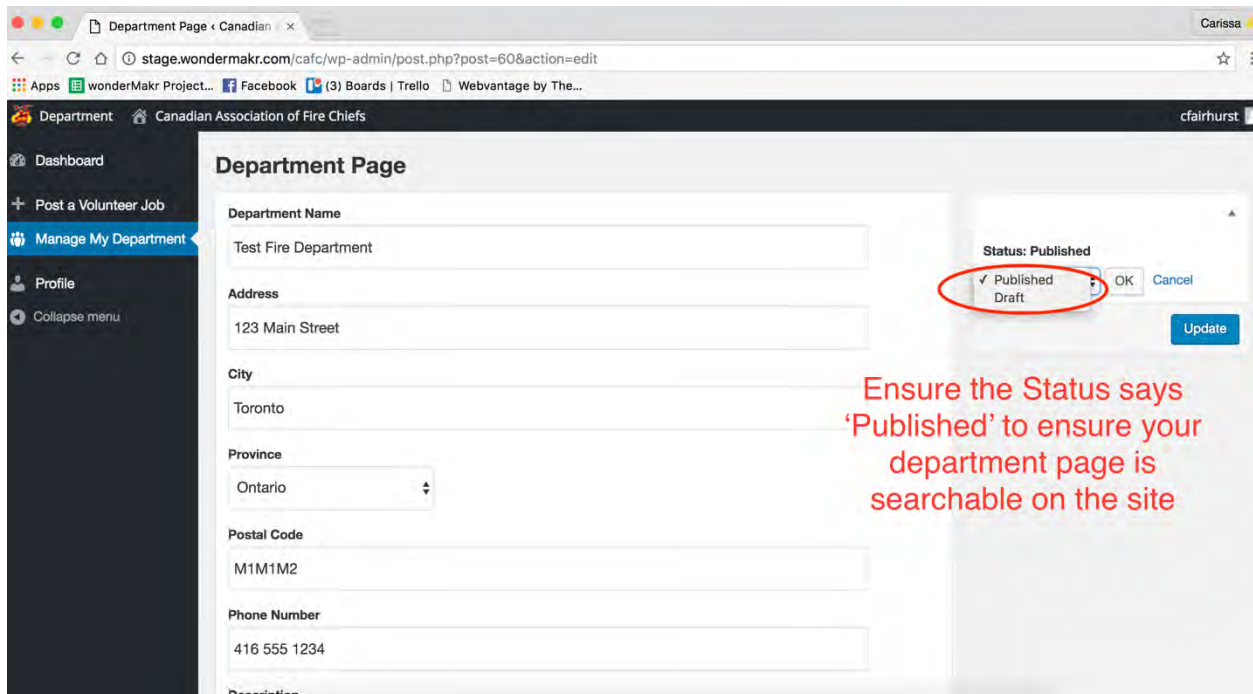 Department Page ‹ Canadian
Carissa
stage.wondermakr.com/cafc/wp-admin/post.php?post=60&action=edit
Apps wonderMakr Project... Facebook (3) Boards | Trello Webvantage by The...
Department Canadian Association of Fire Chiefs cfairhurst
Dashboard
Post a Volunteer Job
Manage My Department
Profile
Collapse menu
Department Page
Department Name
Test Fire Department
Address
123 Main Street
City
Toronto
Province
Ontario
Postal Code
M1M1M2
Phone Number
416 555 1234
Description
Status: Published
✓ Published
Draft
OK Cancel
Update
Ensure the Status says
‘Published’ to ensure your
department page is
searchable on the site